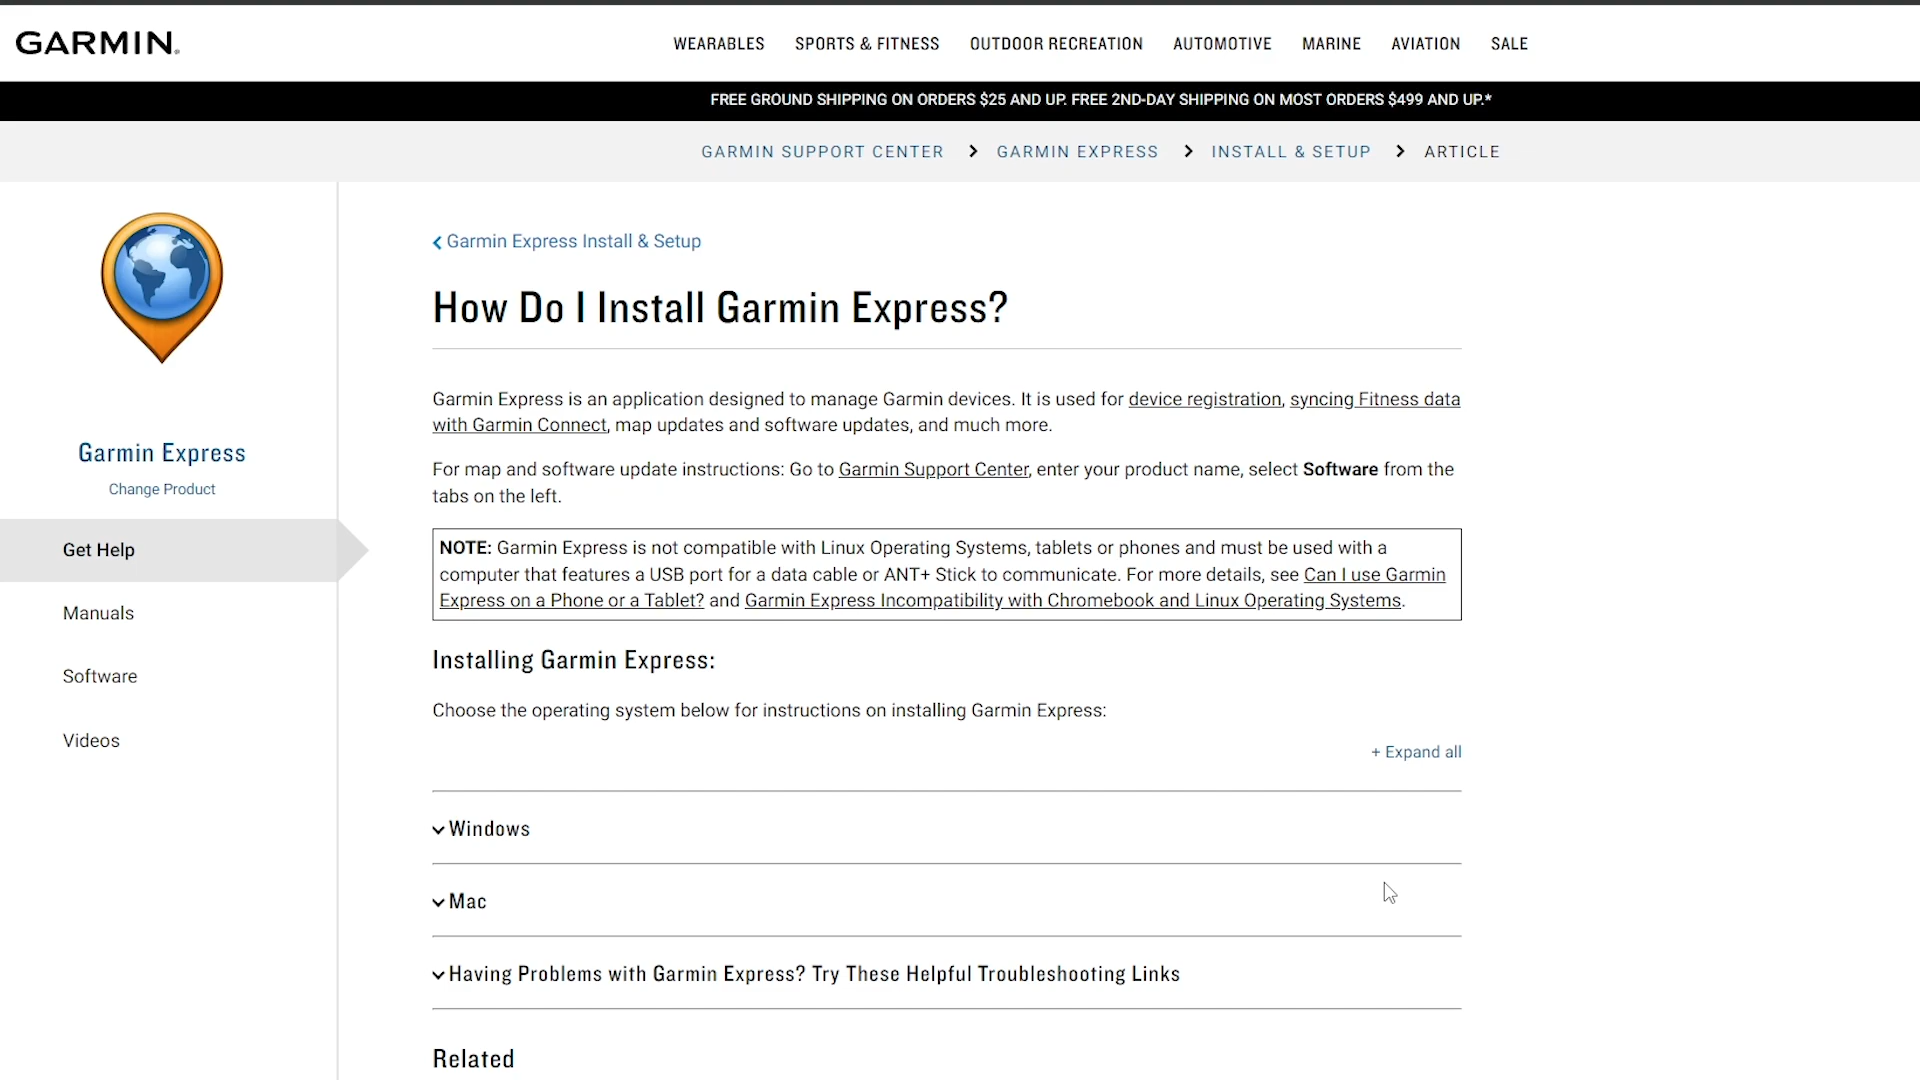 GARMIN
WEARABLES SPORTS & FITNESS OUTDOOR RECREATION AUTOMOTIVE MARINE AVIATION SALE
FREE GROUND SHIPPING ON ORDERS $25 AND UP. FREE 2ND-DAY SHIPPING ON MOST ORDERS $499 AND UP.*
GARMIN SUPPORT CENTER > GARMIN EXPRESS > INSTALL & SETUP > ARTICLE
Garmin Express
Change Product
Get Help
Manuals
Software
Videos
Garmin Express Install & Setup
How Do I Install Garmin Express?
Garmin Express is an application designed to manage Garmin devices. It is used for device registration, syncing Fitness data
with Garmin Connect, map updates and software updates, and much more.
For map and software update instructions: Go to Garmin Support Center, enter your product name, select Software from the
tabs on the left.
NOTE: Garmin Express is not compatible with Linux Operating Systems, tablets or phones and must be used with a
computer that features a USB port for a data cable or ANT+ Stick to communicate. For more details, see Can I use Garmin
Express on a Phone or a Tablet? and Garmin Express Incompatibility with Chromebook and Linux Operating Systems.
Installing Garmin Express:
Choose the operating system below for instructions on installing Garmin Express:
+ Expand all
Windows
Mac
Having Problems with Garmin Express? Try These Helpful Troubleshooting Links
Related